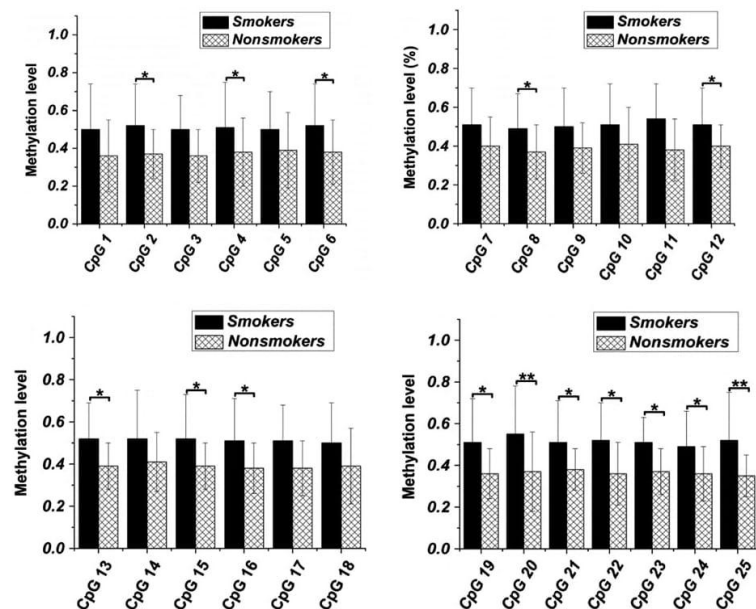 Smokers
Nonsmokers
Methylation level
1.0
0.8
0.6
0.4
0.2
0.0
* * *
CpG 1 CpG 2 CpG 3 CpG 4 CpG 5 CpG 6
Smokers
Nonsmokers
Methylation level (%)
1.0
0.8
0.6
0.4
0.2
0.0
* *
CpG 7 CpG 8 CpG 9 CpG 10 CpG 11 CpG 12
Smokers
Nonsmokers
Methylation level
1.0
0.8
0.6
0.4
0.2
0.0
* * *
CpG 13 CpG 14 CpG 15 CpG 16 CpG 17 CpG 18
Smokers
Nonsmokers
Methylation level
1.0
0.8
0.6
0.4
0.2
0.0
* ** * * * * **
CpG 19 CpG 20 CpG 21 CpG 22 CpG 23 CpG 24 CpG 25